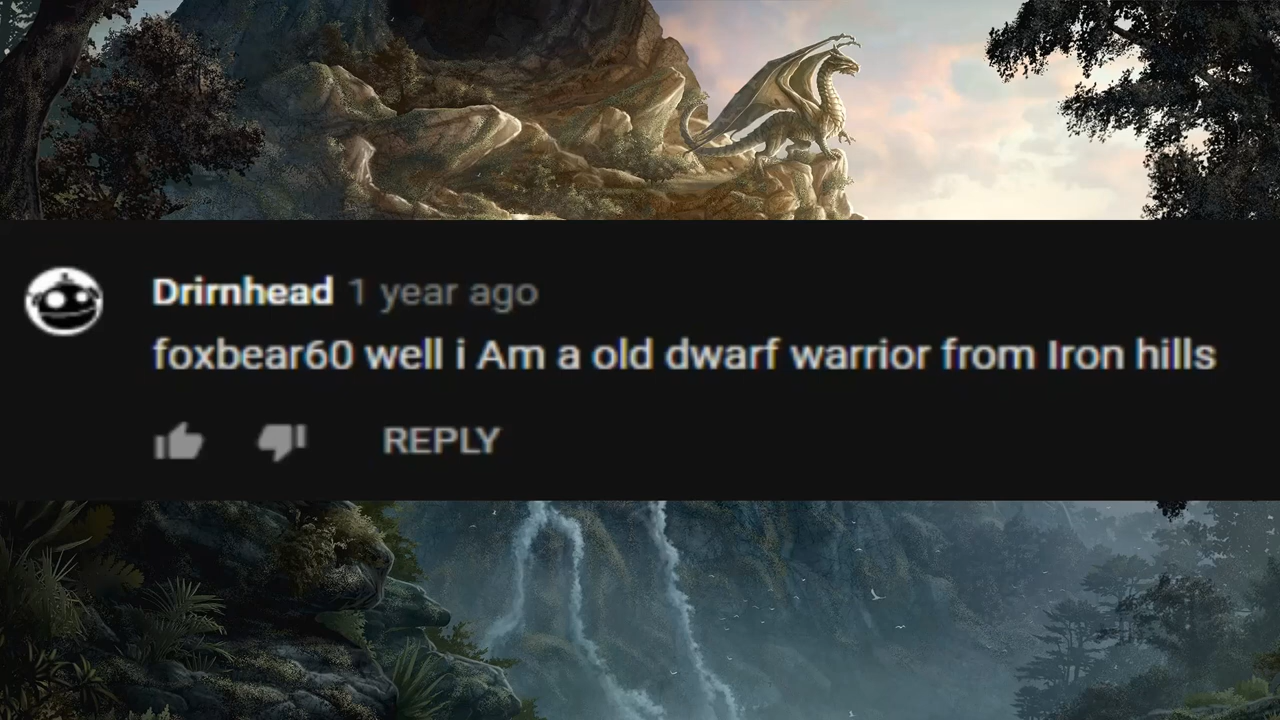 Drirnhead 1 year ago
foxbear60 well i Am a old dwarf warrior from Iron hills
REPLY